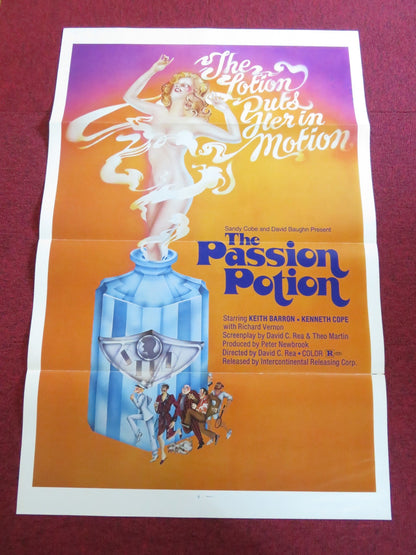 The
Lotion
Puts
Her in
Motion
Sandy Cobe and David Baughn Present
The
Passion
Potion
Starring KEITH BARRON • KENNETH COPE
with Richard Vernon
Screenplay by David C. Rea & Theo Martin
Produced by Peter Newbrook
Directed by David C. Rea • COLOR R
Released by Intercontinental Releasing Corp.